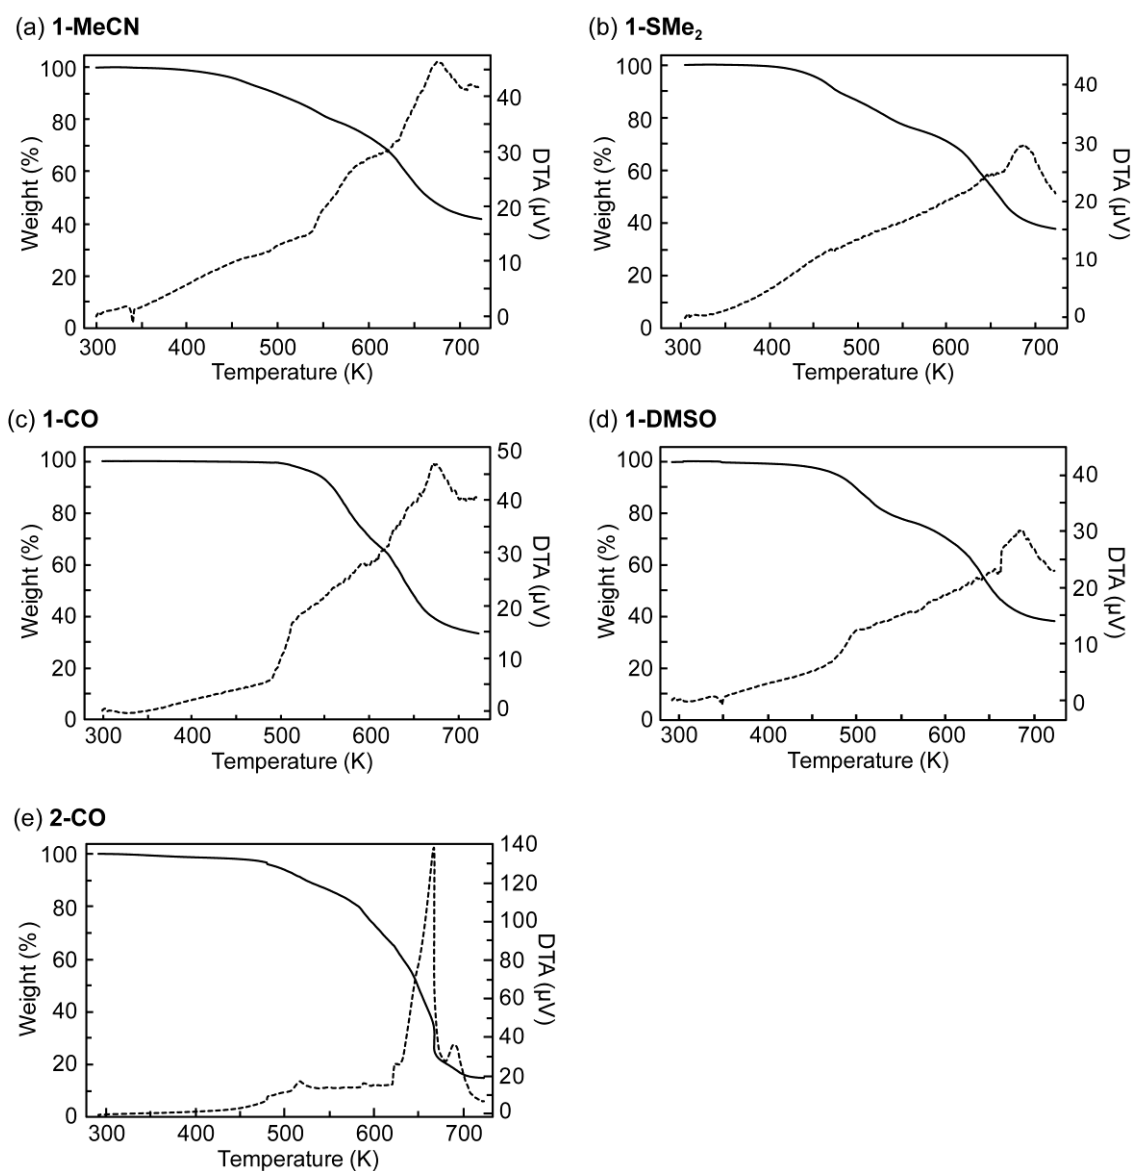 (a) 1-MeCN
Weight (%)
100
80
60
40
20
0
40
30
20
10
0
DTA (μV)
300 400 500 600 700
Temperature (K)
(b) 1-SMe₂
Weight (%)
100
80
60
40
20
0
40
30
20
10
0
DTA (μV)
300 400 500 600 700
Temperature (K)
(c) 1-CO
Weight (%)
100
80
60
40
20
0
50
40
30
20
10
0
DTA (μV)
300 400 500 600 700
Temperature (K)
(d) 1-DMSO
Weight (%)
100
80
60
40
20
0
40
30
20
10
0
DTA (μV)
300 400 500 600 700
Temperature (K)
(e) 2-CO
Weight (%)
100
80
60
40
20
0
140
120
100
80
60
40
20
0
DTA (μV)
300 400 500 600 700
Temperature (K)